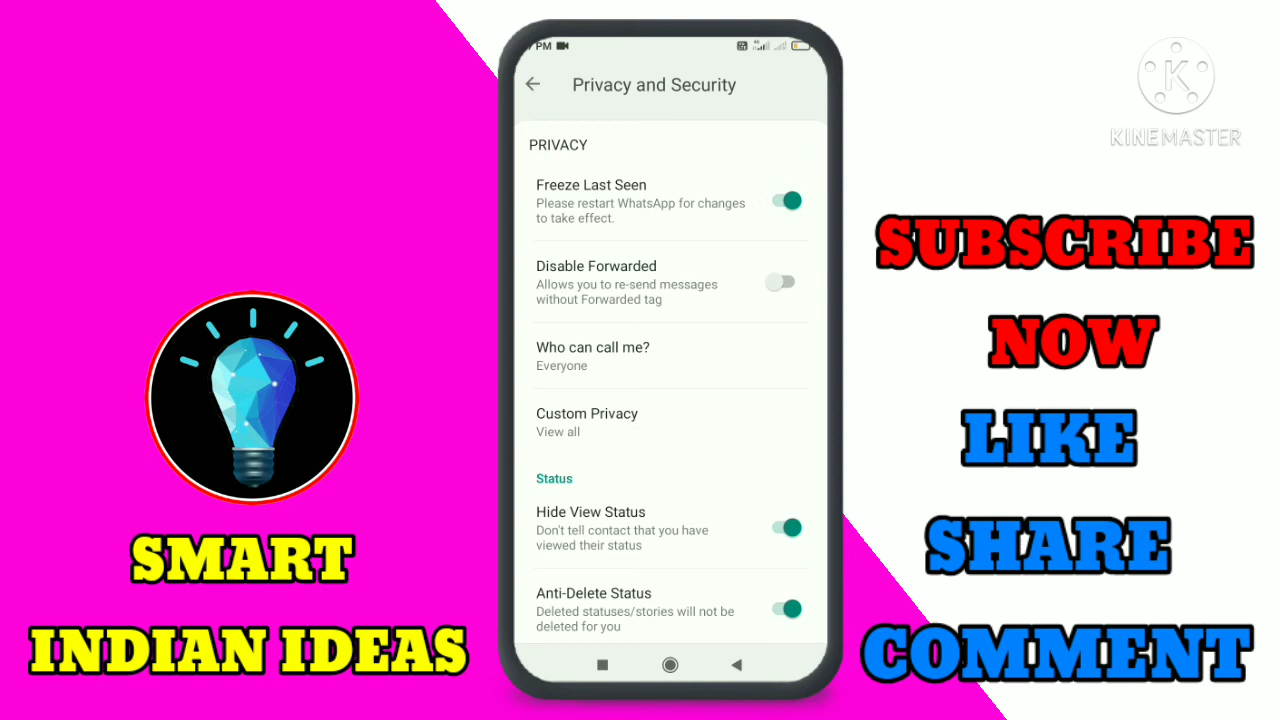 PM
Privacy and Security
PRIVACY
Freeze Last Seen
Please restart WhatsApp for changes
to take effect.
Disable Forwarded
Allows you to re-send messages
without Forwarded tag
Who can call me?
Everyone
Custom Privacy
View all
Status
Hide View Status
Don't tell contact that you have
viewed their status
Anti-Delete Status
Deleted statuses/stories will not be
deleted for you
SMART
INDIAN IDEAS
K
KINEMASTER
SUBSCRIBE
NOW
LIKE
SHARE
COMMENT